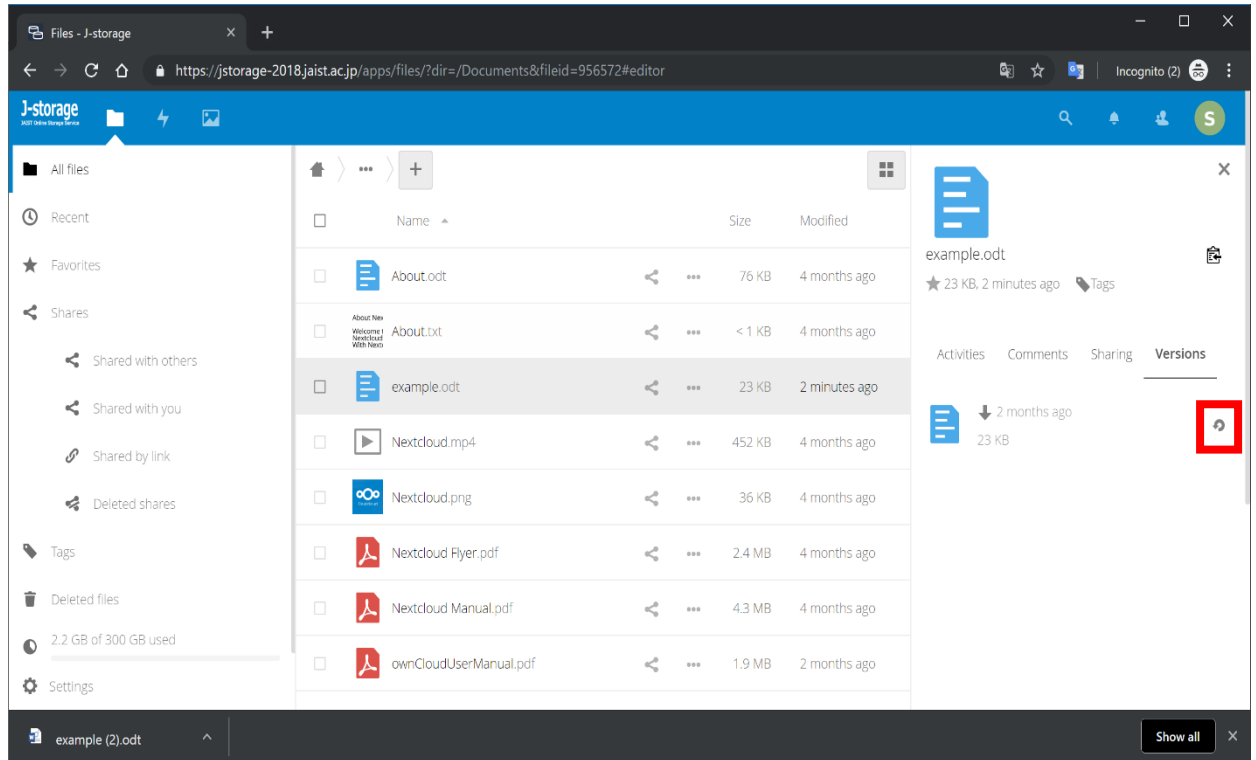 Files - J-storage
https://jstorage-2018.jaist.ac.jp/apps/files/?dir=/Documents&fileid=956572#editor
Incognito (2)
J-storage
JAIST Online Storage Service
S
All files
Recent
Favorites
Shares
Shared with others
Shared with you
Shared by link
Deleted shares
Tags
Deleted files
2.2 GB of 300 GB used
Settings
Name Size Modified
About.odt 76 KB 4 months ago
About.txt < 1 KB 4 months ago
example.odt 23 KB 2 minutes ago
Nextcloud.mp4 452 KB 4 months ago
Nextcloud.png 36 KB 4 months ago
Nextcloud Flyer.pdf 2.4 MB 4 months ago
Nextcloud Manual.pdf 4.3 MB 4 months ago
ownCloudUserManual.pdf 1.9 MB 2 months ago
example.odt
23 KB, 2 minutes ago Tags
Activities Comments Sharing Versions
2 months ago
23 KB
example (2).odt
Show all